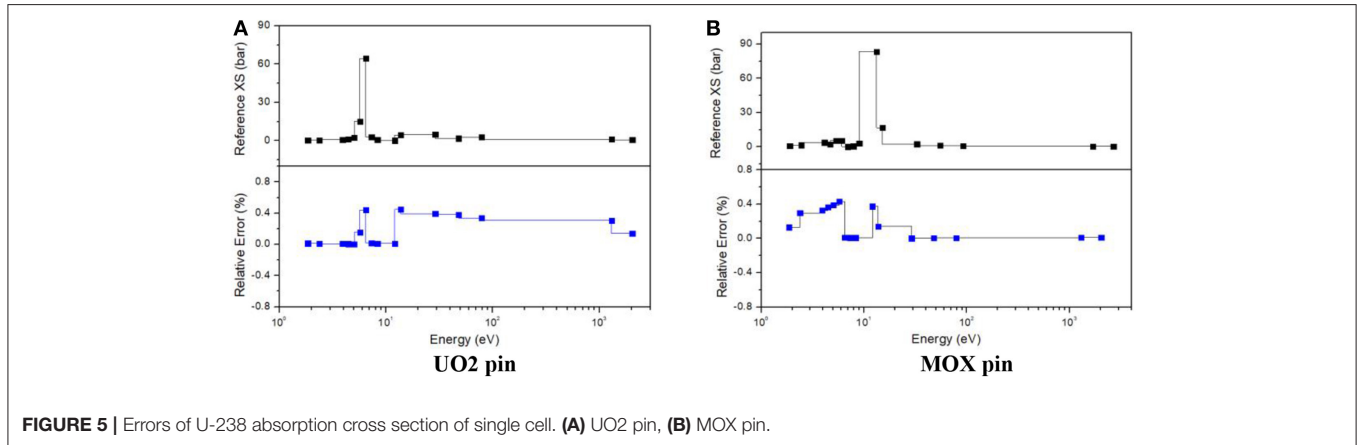 A
90
60
30
0
Reference XS (bar)
0.8
0.4
0.0
-0.4
-0.8
Relative Error (%)
10⁰ 10¹ 10² 10³
Energy (eV)
UO2 pin
B
90
60
30
0
Reference XS (bar)
0.8
0.4
0.0
-0.4
-0.8
Relative Error (%)
10⁰ 10¹ 10² 10³
Energy (eV)
MOX pin
FIGURE 5 | Errors of U-238 absorption cross section of single cell. (A) UO2 pin, (B) MOX pin.